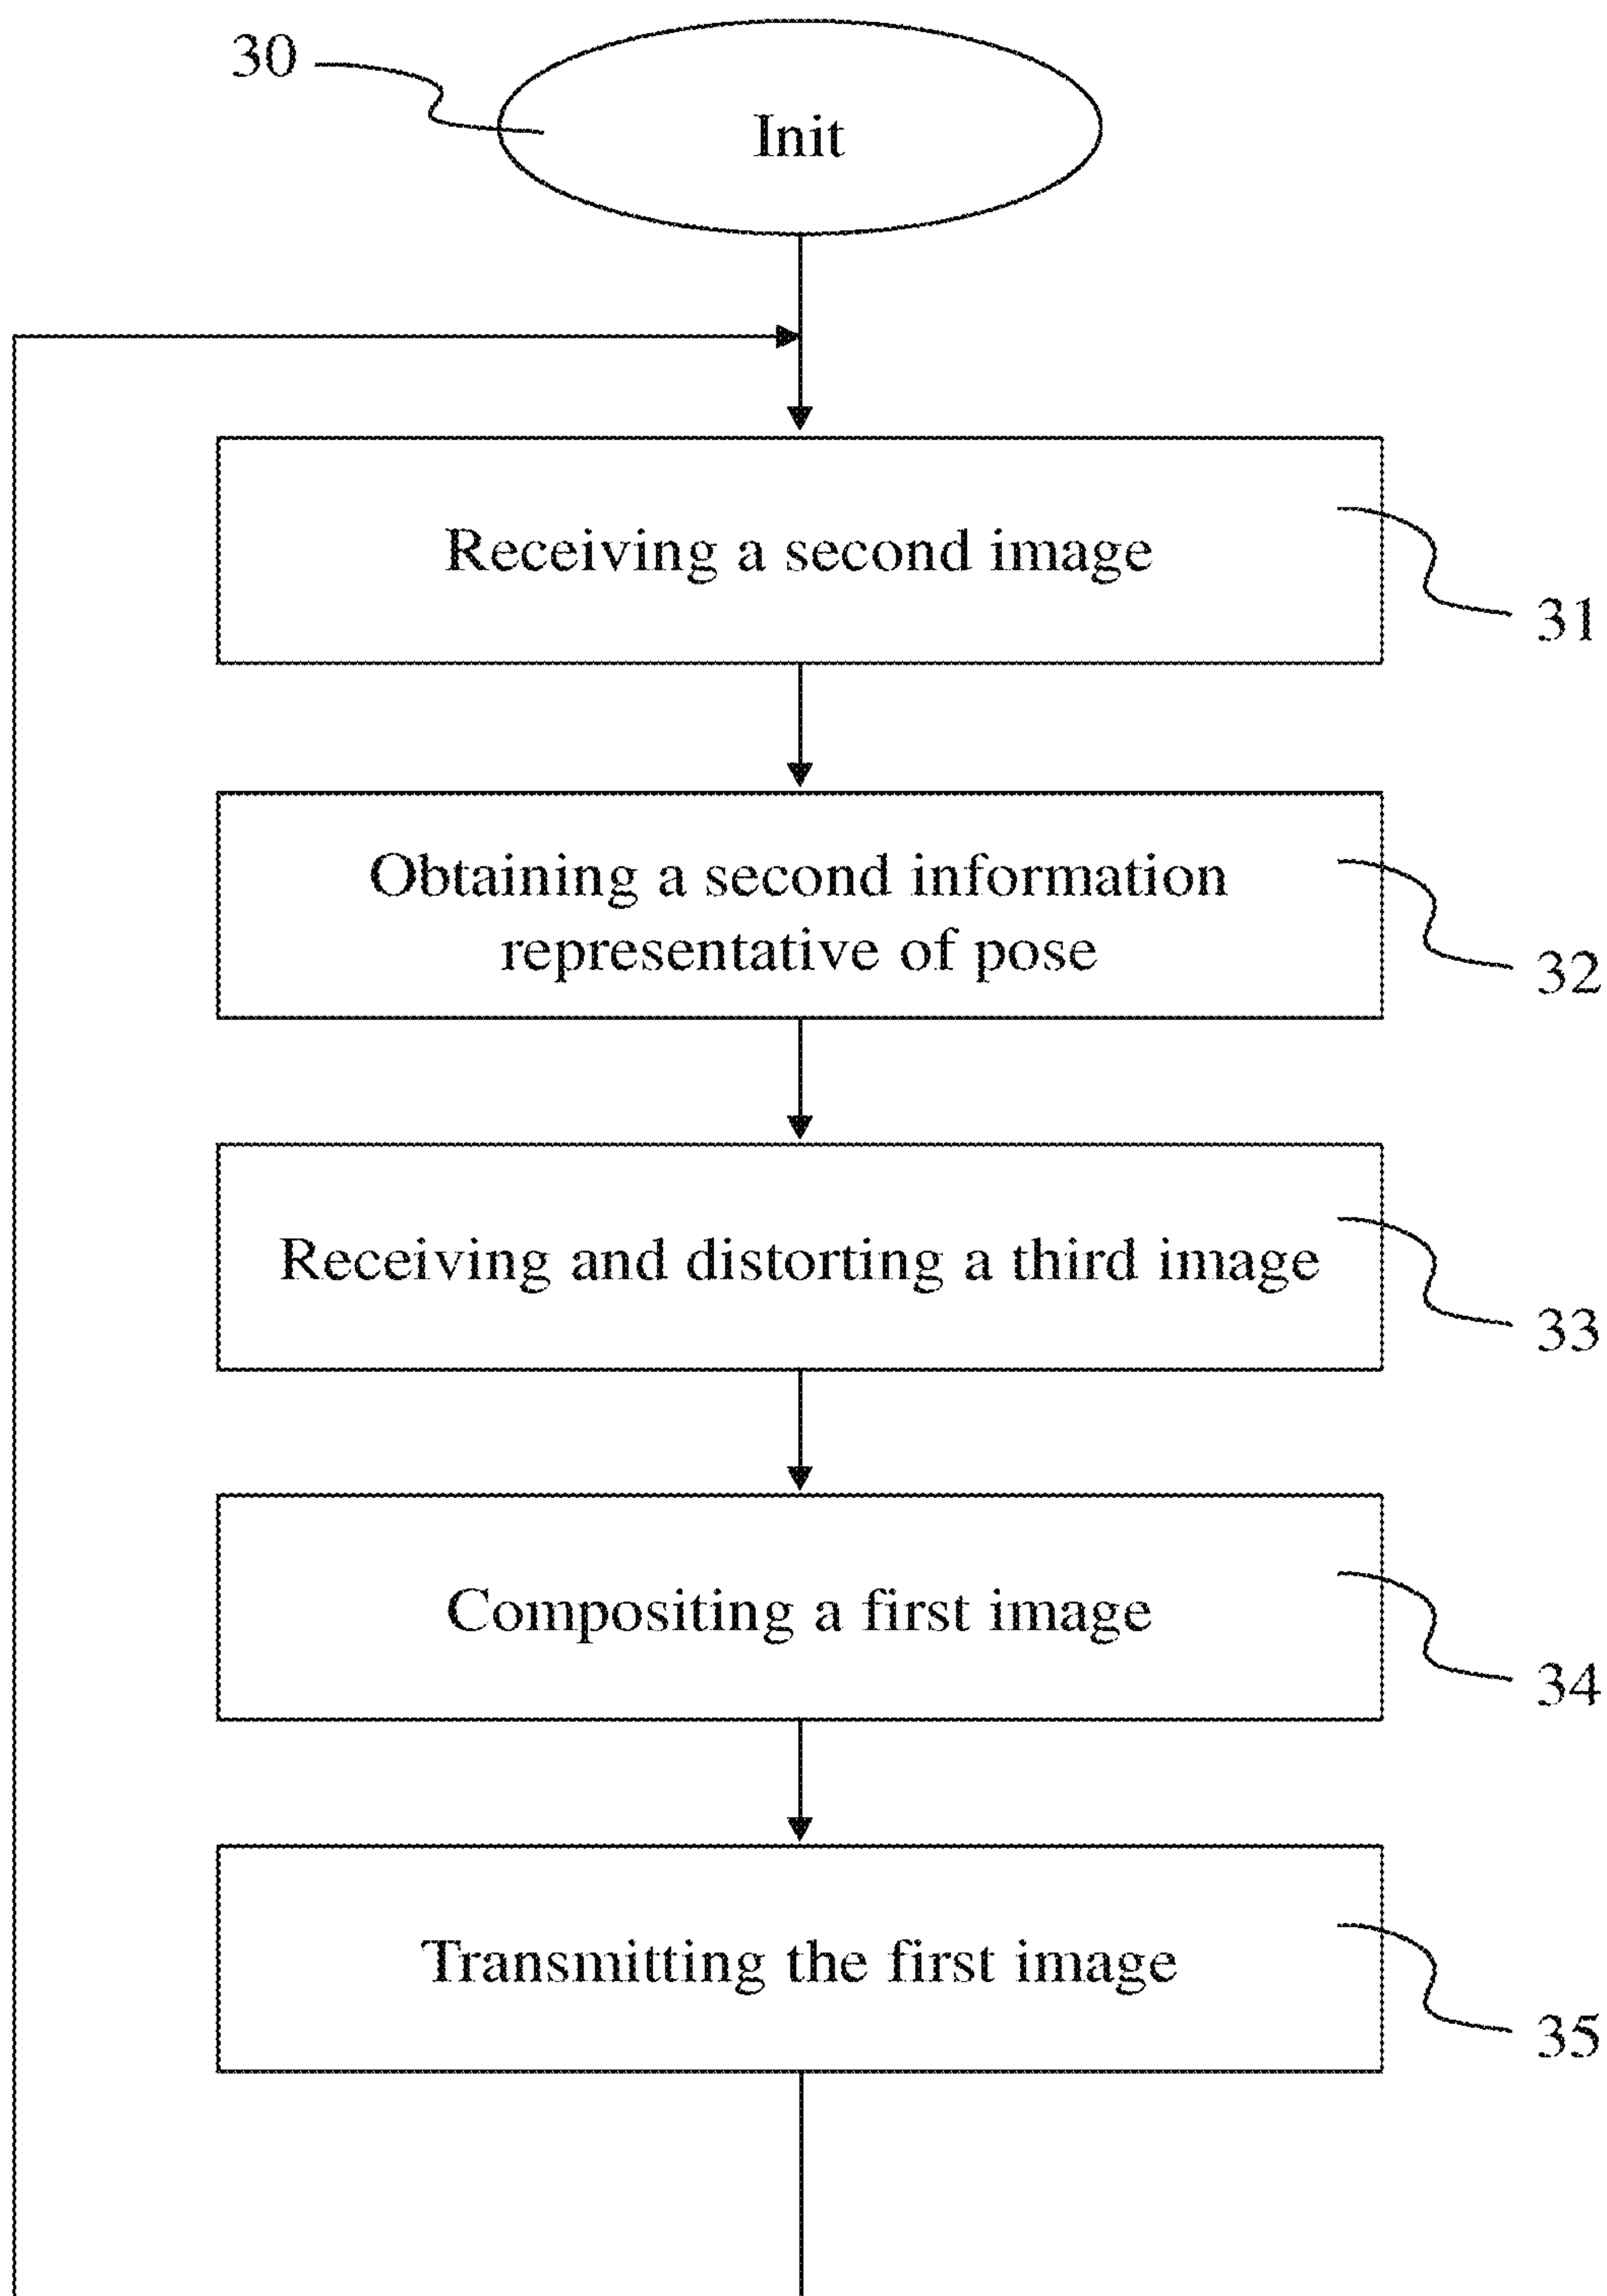 30
Init
Receiving a second image
31
Obtaining a second information
representative of pose
32
Receiving and distorting a third image
33
Compositing a first image
34
Transmitting the first image
35